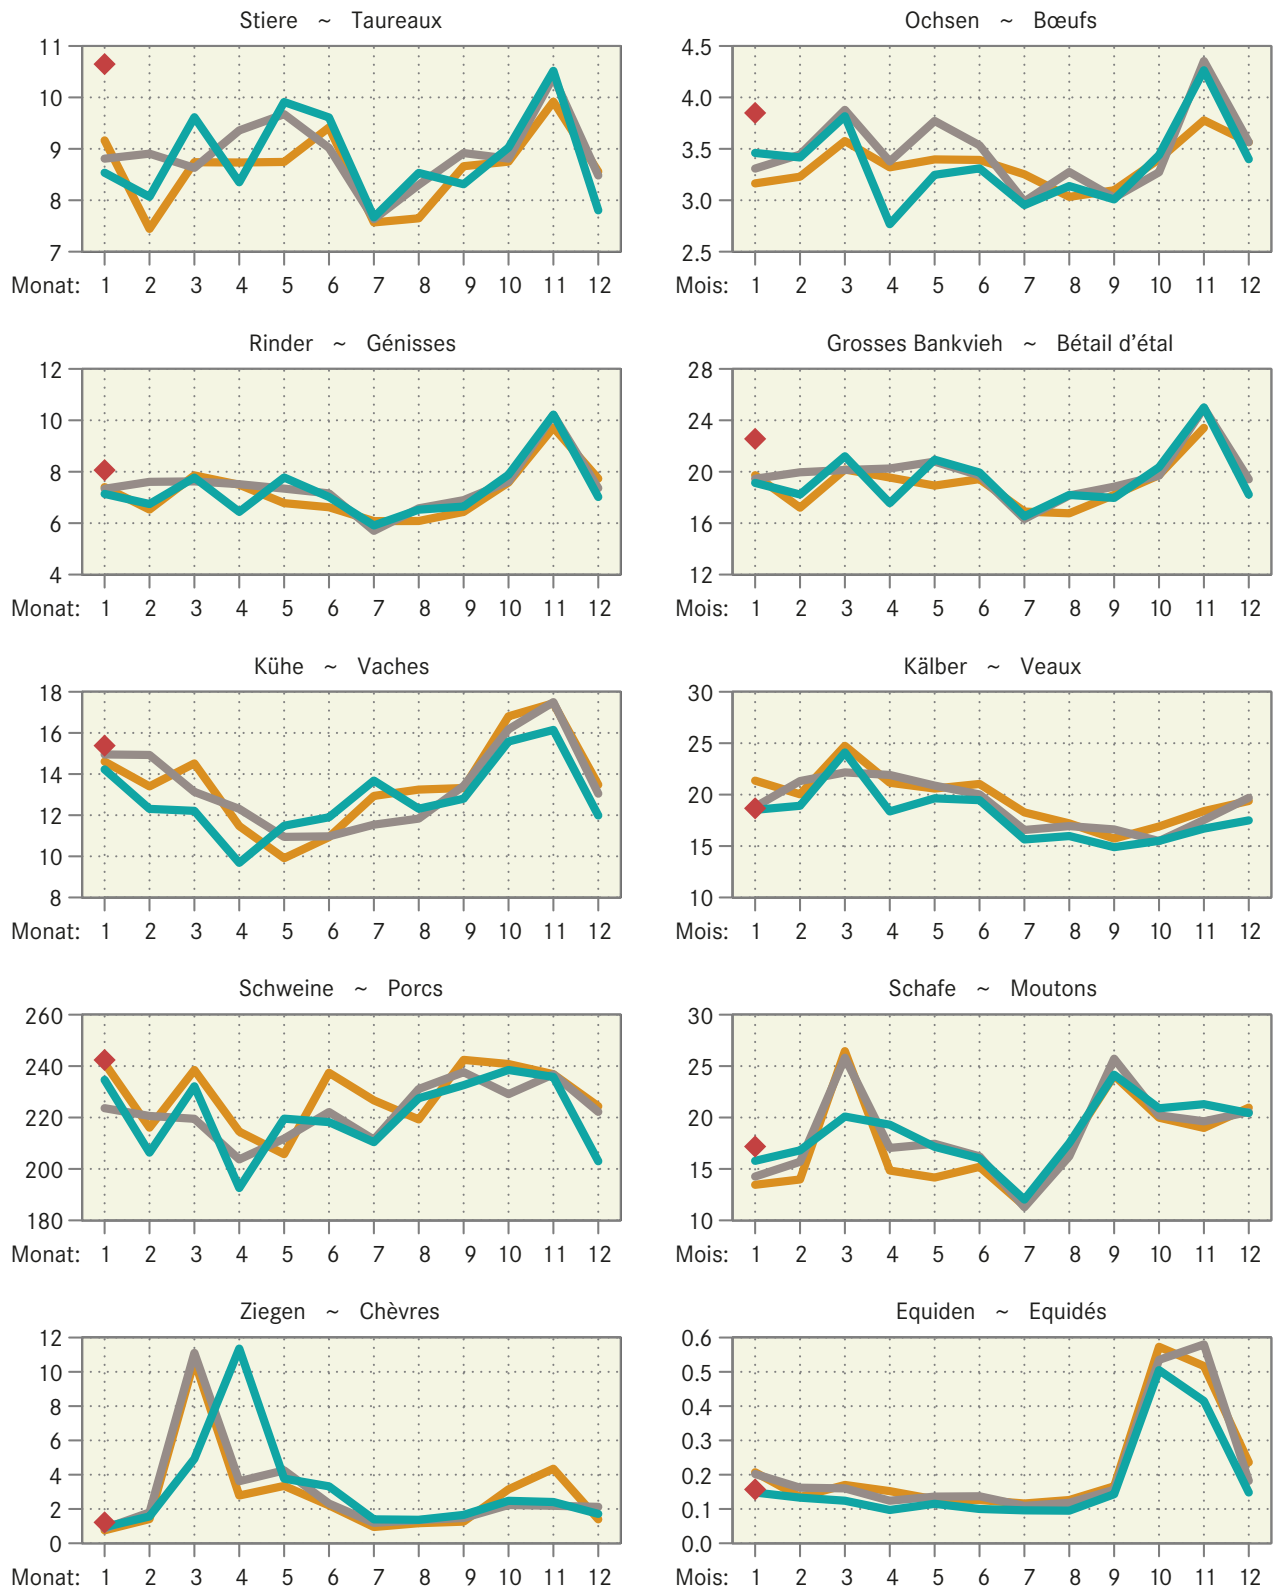 Stiere ~ Taureaux
11
10
9
8
7
Monat: 1 2 3 4 5 6 7 8 9 10 11 12
Ochsen ~ Bœufs
4.5
4.0
3.5
3.0
2.5
Mois: 1 2 3 4 5 6 7 8 9 10 11 12
Rinder ~ Génisses
12
10
8
6
4
Monat: 1 2 3 4 5 6 7 8 9 10 11 12
Grosses Bankvieh ~ Bétail d’étal
28
24
20
16
12
Mois: 1 2 3 4 5 6 7 8 9 10 11 12
Kühe ~ Vaches
18
16
14
12
10
8
Monat: 1 2 3 4 5 6 7 8 9 10 11 12
Kälber ~ Veaux
30
25
20
15
10
Mois: 1 2 3 4 5 6 7 8 9 10 11 12
Schweine ~ Porcs
260
240
220
200
180
Monat: 1 2 3 4 5 6 7 8 9 10 11 12
Schafe ~ Moutons
30
25
20
15
10
Mois: 1 2 3 4 5 6 7 8 9 10 11 12
Ziegen ~ Chèvres
12
10
8
6
4
2
0
Monat: 1 2 3 4 5 6 7 8 9 10 11 12
Equiden ~ Equidés
0.6
0.5
0.4
0.3
0.2
0.1
0.0
Mois: 1 2 3 4 5 6 7 8 9 10 11 12